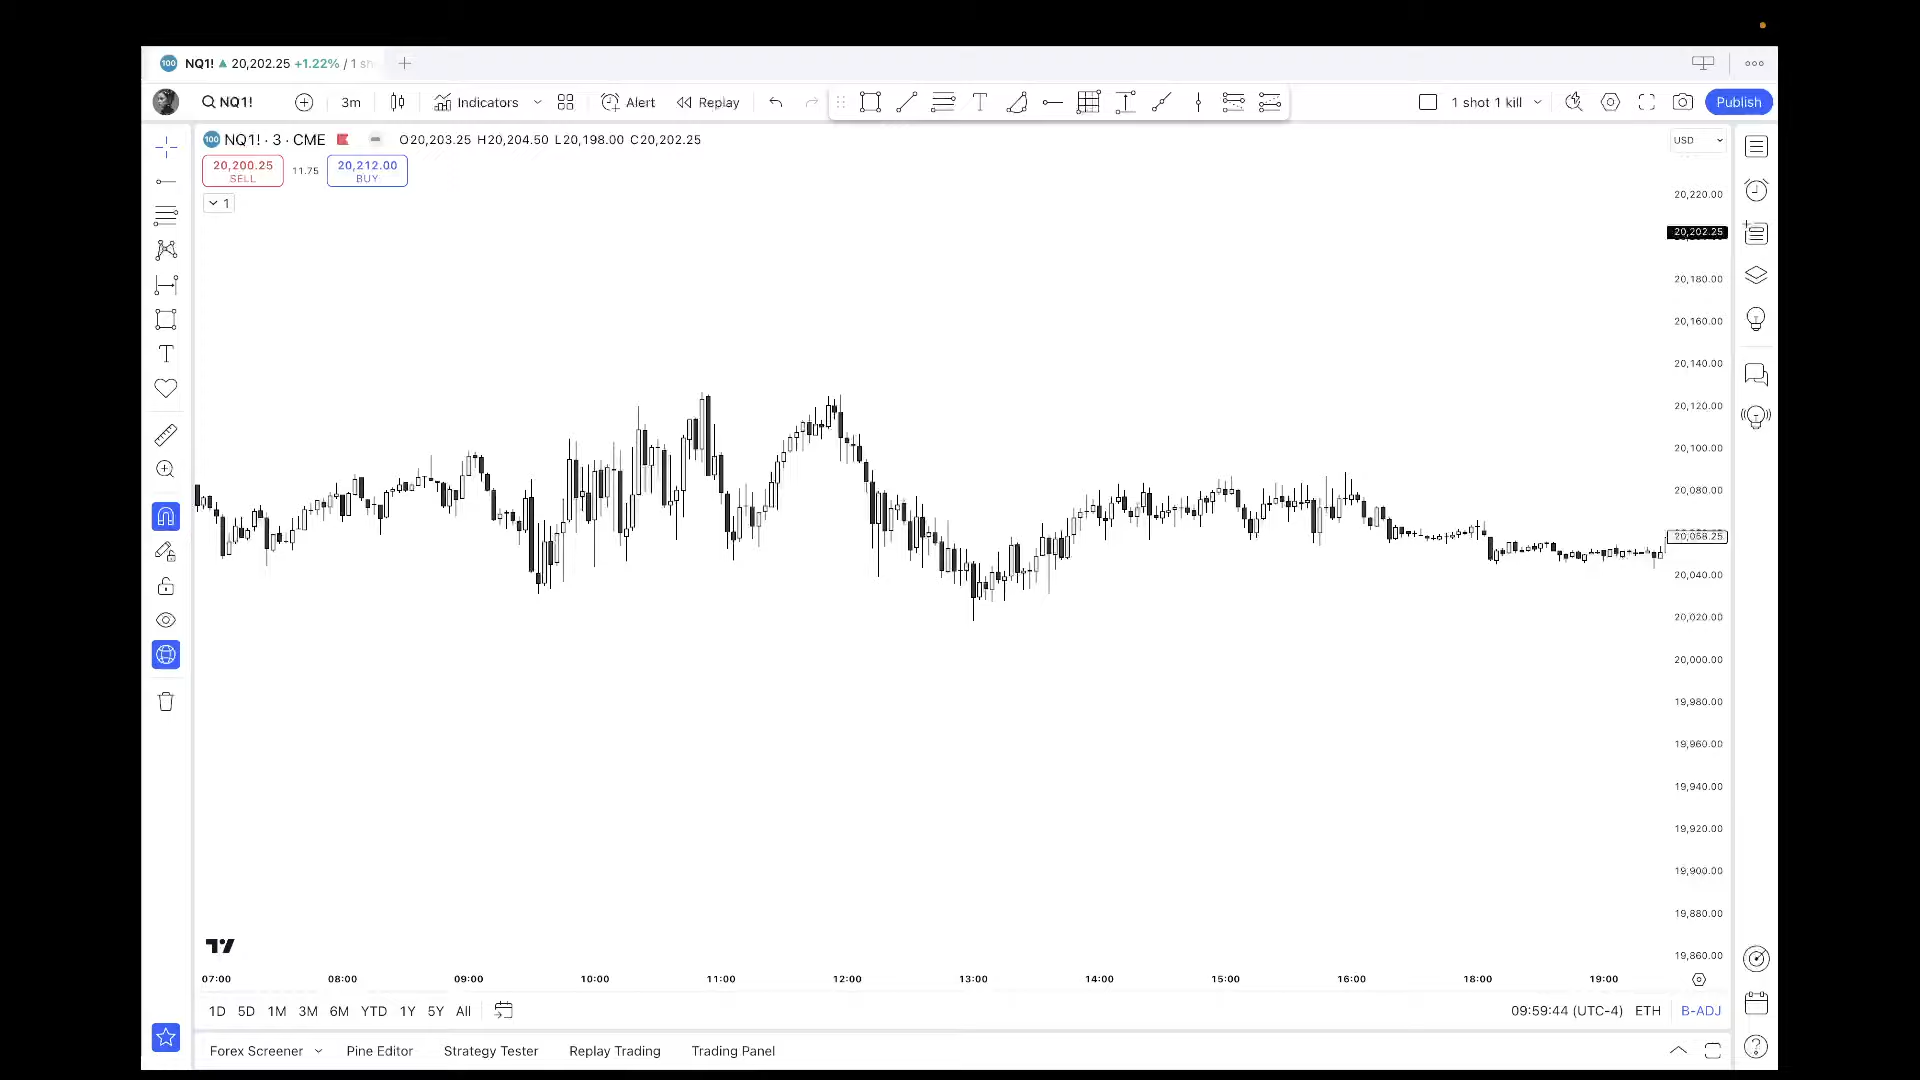 100 NQ1! 20,202.25 +1.22% / 1 sh
NQ1! 3m Indicators Alert Replay 1 shot 1 kill Publish
100 NQ1! · 3 · CME O20,203.25 H20,204.50 L20,198.00 C20,202.25
USD
20,200.25 11.75 20,212.00
SELL BUY
1
20,220.00
20,202.25
20,180.00
20,160.00
20,140.00
20,120.00
20,100.00
20,080.00
20,058.25
20,040.00
20,020.00
20,000.00
19,980.00
19,960.00
19,940.00
19,920.00
19,900.00
19,880.00
19,860.00
07:00 08:00 09:00 10:00 11:00 12:00 13:00 14:00 15:00 16:00 18:00 19:00
1D 5D 1M 3M 6M YTD 1Y 5Y All 09:59:44 (UTC-4) ETH B-ADJ
Forex Screener Pine Editor Strategy Tester Replay Trading Trading Panel